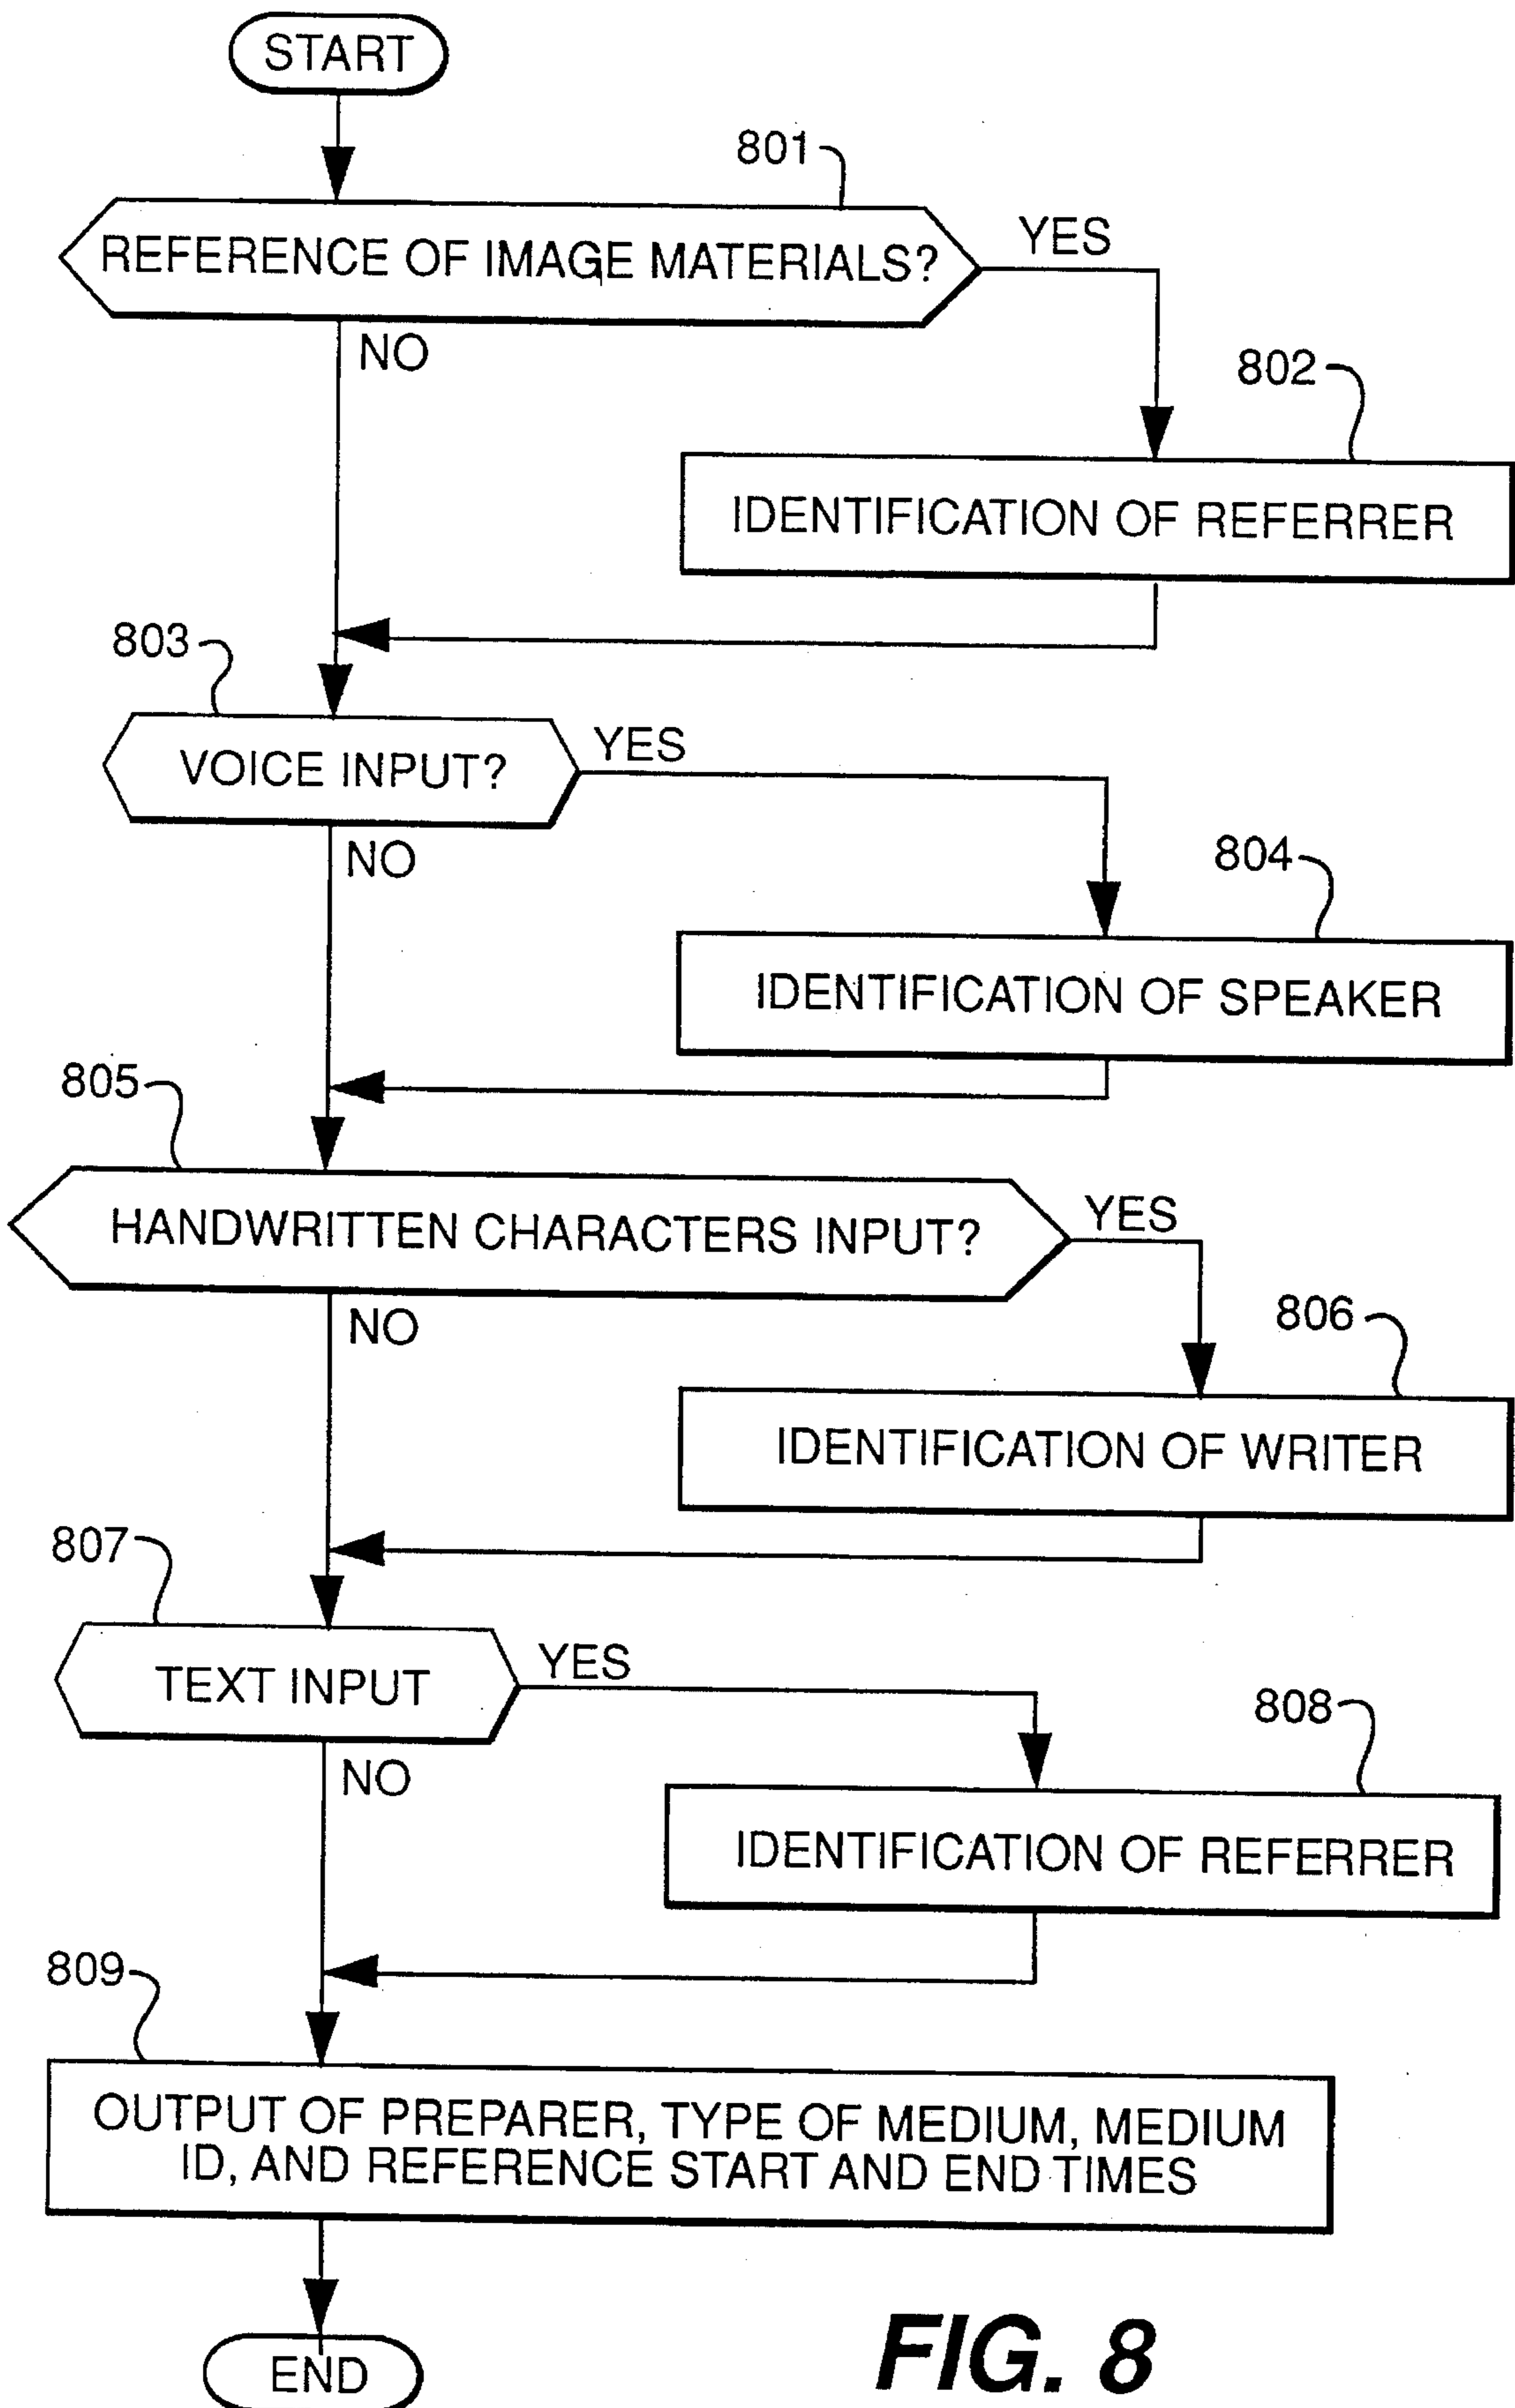 START
801
REFERENCE OF IMAGE MATERIALS?
YES
NO
802
IDENTIFICATION OF REFERRER
803
VOICE INPUT?
YES
NO
804
IDENTIFICATION OF SPEAKER
805
HANDWRITTEN CHARACTERS INPUT?
YES
NO
806
IDENTIFICATION OF WRITER
807
TEXT INPUT
YES
NO
808
IDENTIFICATION OF REFERRER
809
OUTPUT OF PREPARER, TYPE OF MEDIUM, MEDIUM
ID, AND REFERENCE START AND END TIMES
END
FIG. 8